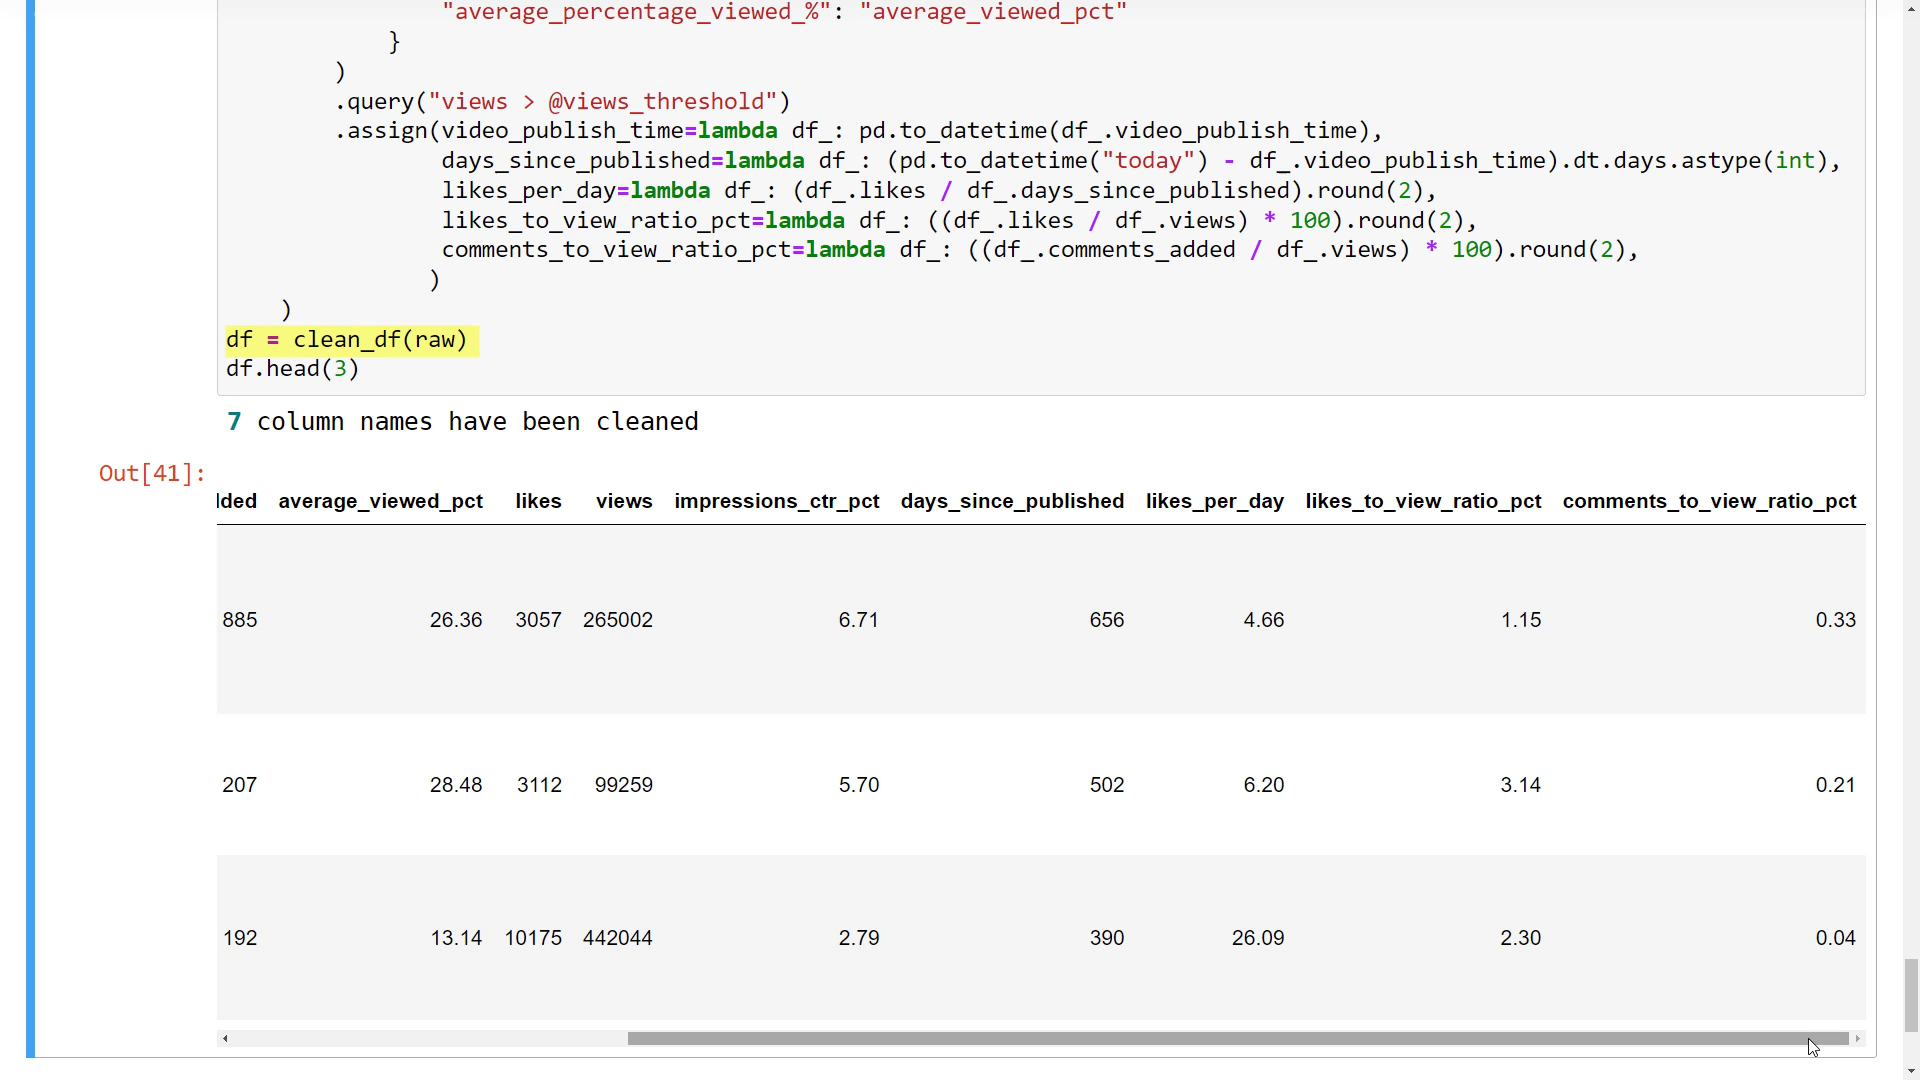 "average_percentage_viewed_%": "average_viewed_pct"
}
)
.query("views > @views_threshold")
.assign(video_publish_time=lambda df_: pd.to_datetime(df_.video_publish_time),
days_since_published=lambda df_: (pd.to_datetime("today") - df_.video_publish_time).dt.days.astype(int),
likes_per_day=lambda df_: (df_.likes / df_.days_since_published).round(2),
likes_to_view_ratio_pct=lambda df_: ((df_.likes / df_.views) * 100).round(2),
comments_to_view_ratio_pct=lambda df_: ((df_.comments_added / df_.views) * 100).round(2),
)
)
df = clean_df(raw)
df.head(3)
7 column names have been cleaned
Out[41]:
dded average_viewed_pct likes views impressions_ctr_pct days_since_published likes_per_day likes_to_view_ratio_pct comments_to_view_ratio_pct
885 26.36 3057 265002 6.71 656 4.66 1.15 0.33
207 28.48 3112 99259 5.70 502 6.20 3.14 0.21
192 13.14 10175 442044 2.79 390 26.09 2.30 0.04